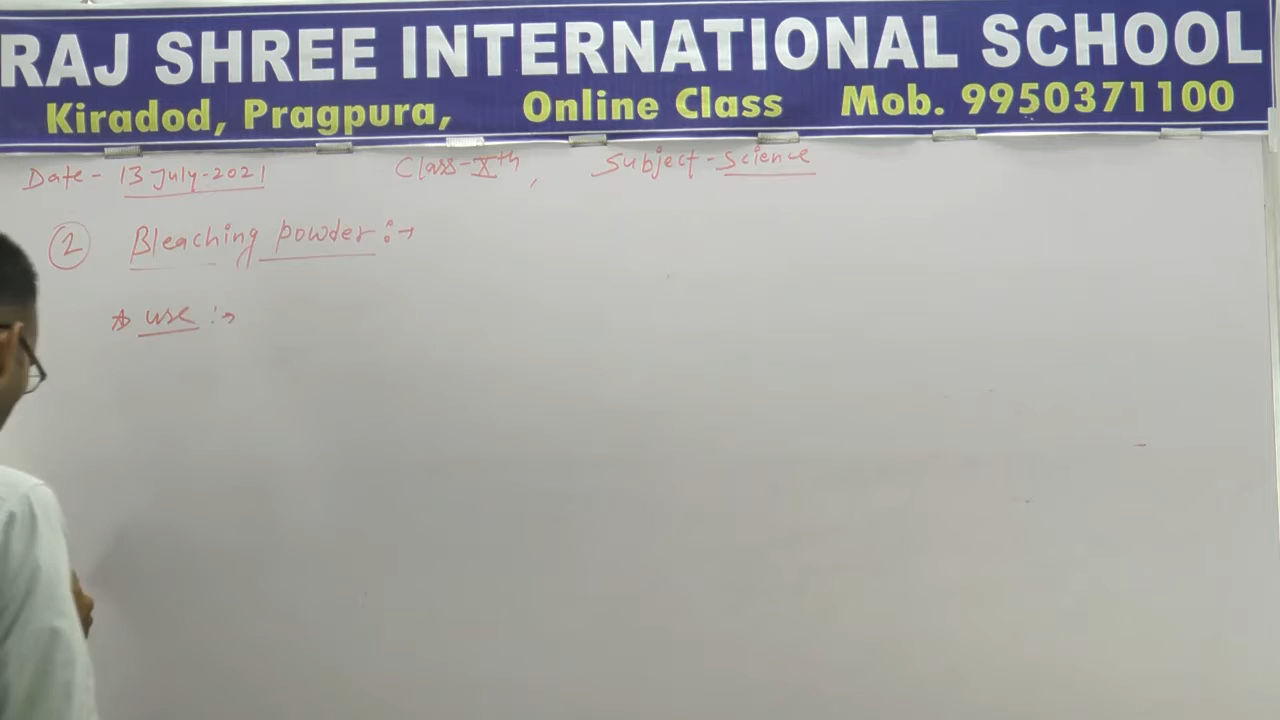 RAJ SHREE INTERNATIONAL SCHOOL
Kiradod, Pragpura, Online Class Mob. 9950371100
Date - 13 July-2021 Class-Xth, Subject-Science
2 Bleaching powder :→
* use :→